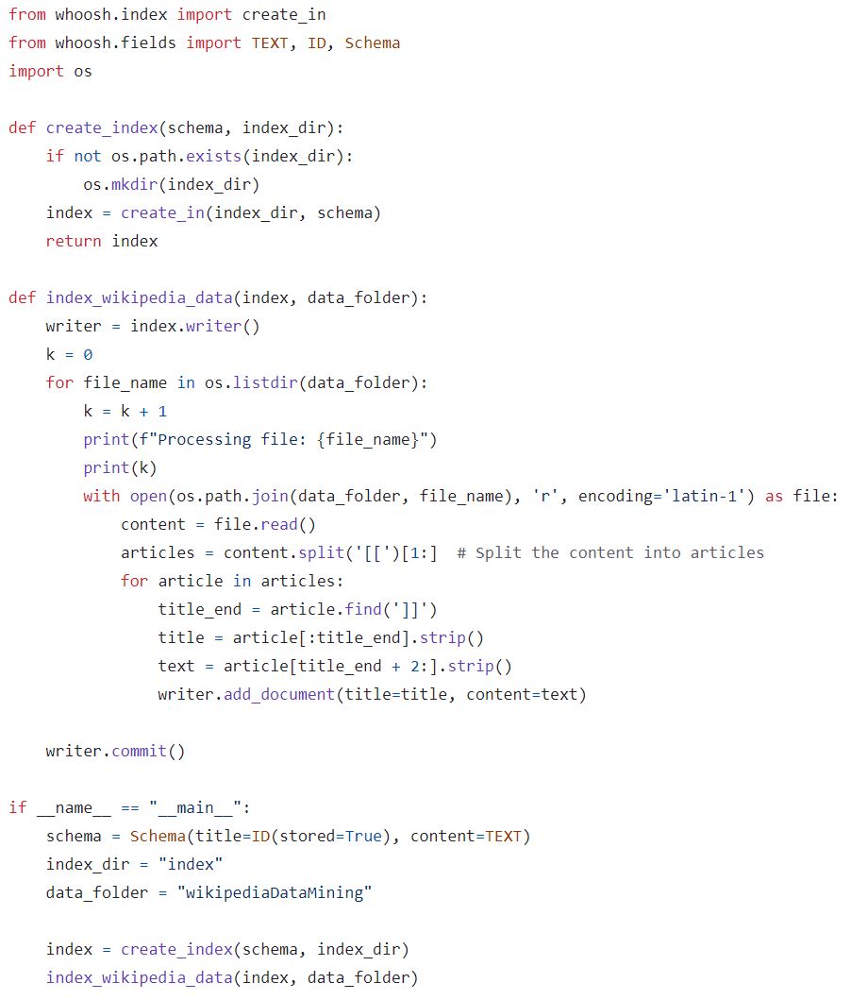 from whoosh.index import create_in
from whoosh.fields import TEXT, ID, Schema
import os

def create_index(schema, index_dir):
    if not os.path.exists(index_dir):
        os.mkdir(index_dir)
    index = create_in(index_dir, schema)
    return index

def index_wikipedia_data(index, data_folder):
    writer = index.writer()
    k = 0
    for file_name in os.listdir(data_folder):
        k = k + 1
        print(f"Processing file: {file_name}")
        print(k)
        with open(os.path.join(data_folder, file_name), 'r', encoding='latin-1') as file:
            content = file.read()
            articles = content.split('[[')[1:]  # Split the content into articles
            for article in articles:
                title_end = article.find(']]')
                title = article[:title_end].strip()
                text = article[title_end + 2:].strip()
                writer.add_document(title=title, content=text)

    writer.commit()

if __name__ == "__main__":
    schema = Schema(title=ID(stored=True), content=TEXT)
    index_dir = "index"
    data_folder = "wikipediaDataMining"

    index = create_index(schema, index_dir)
    index_wikipedia_data(index, data_folder)